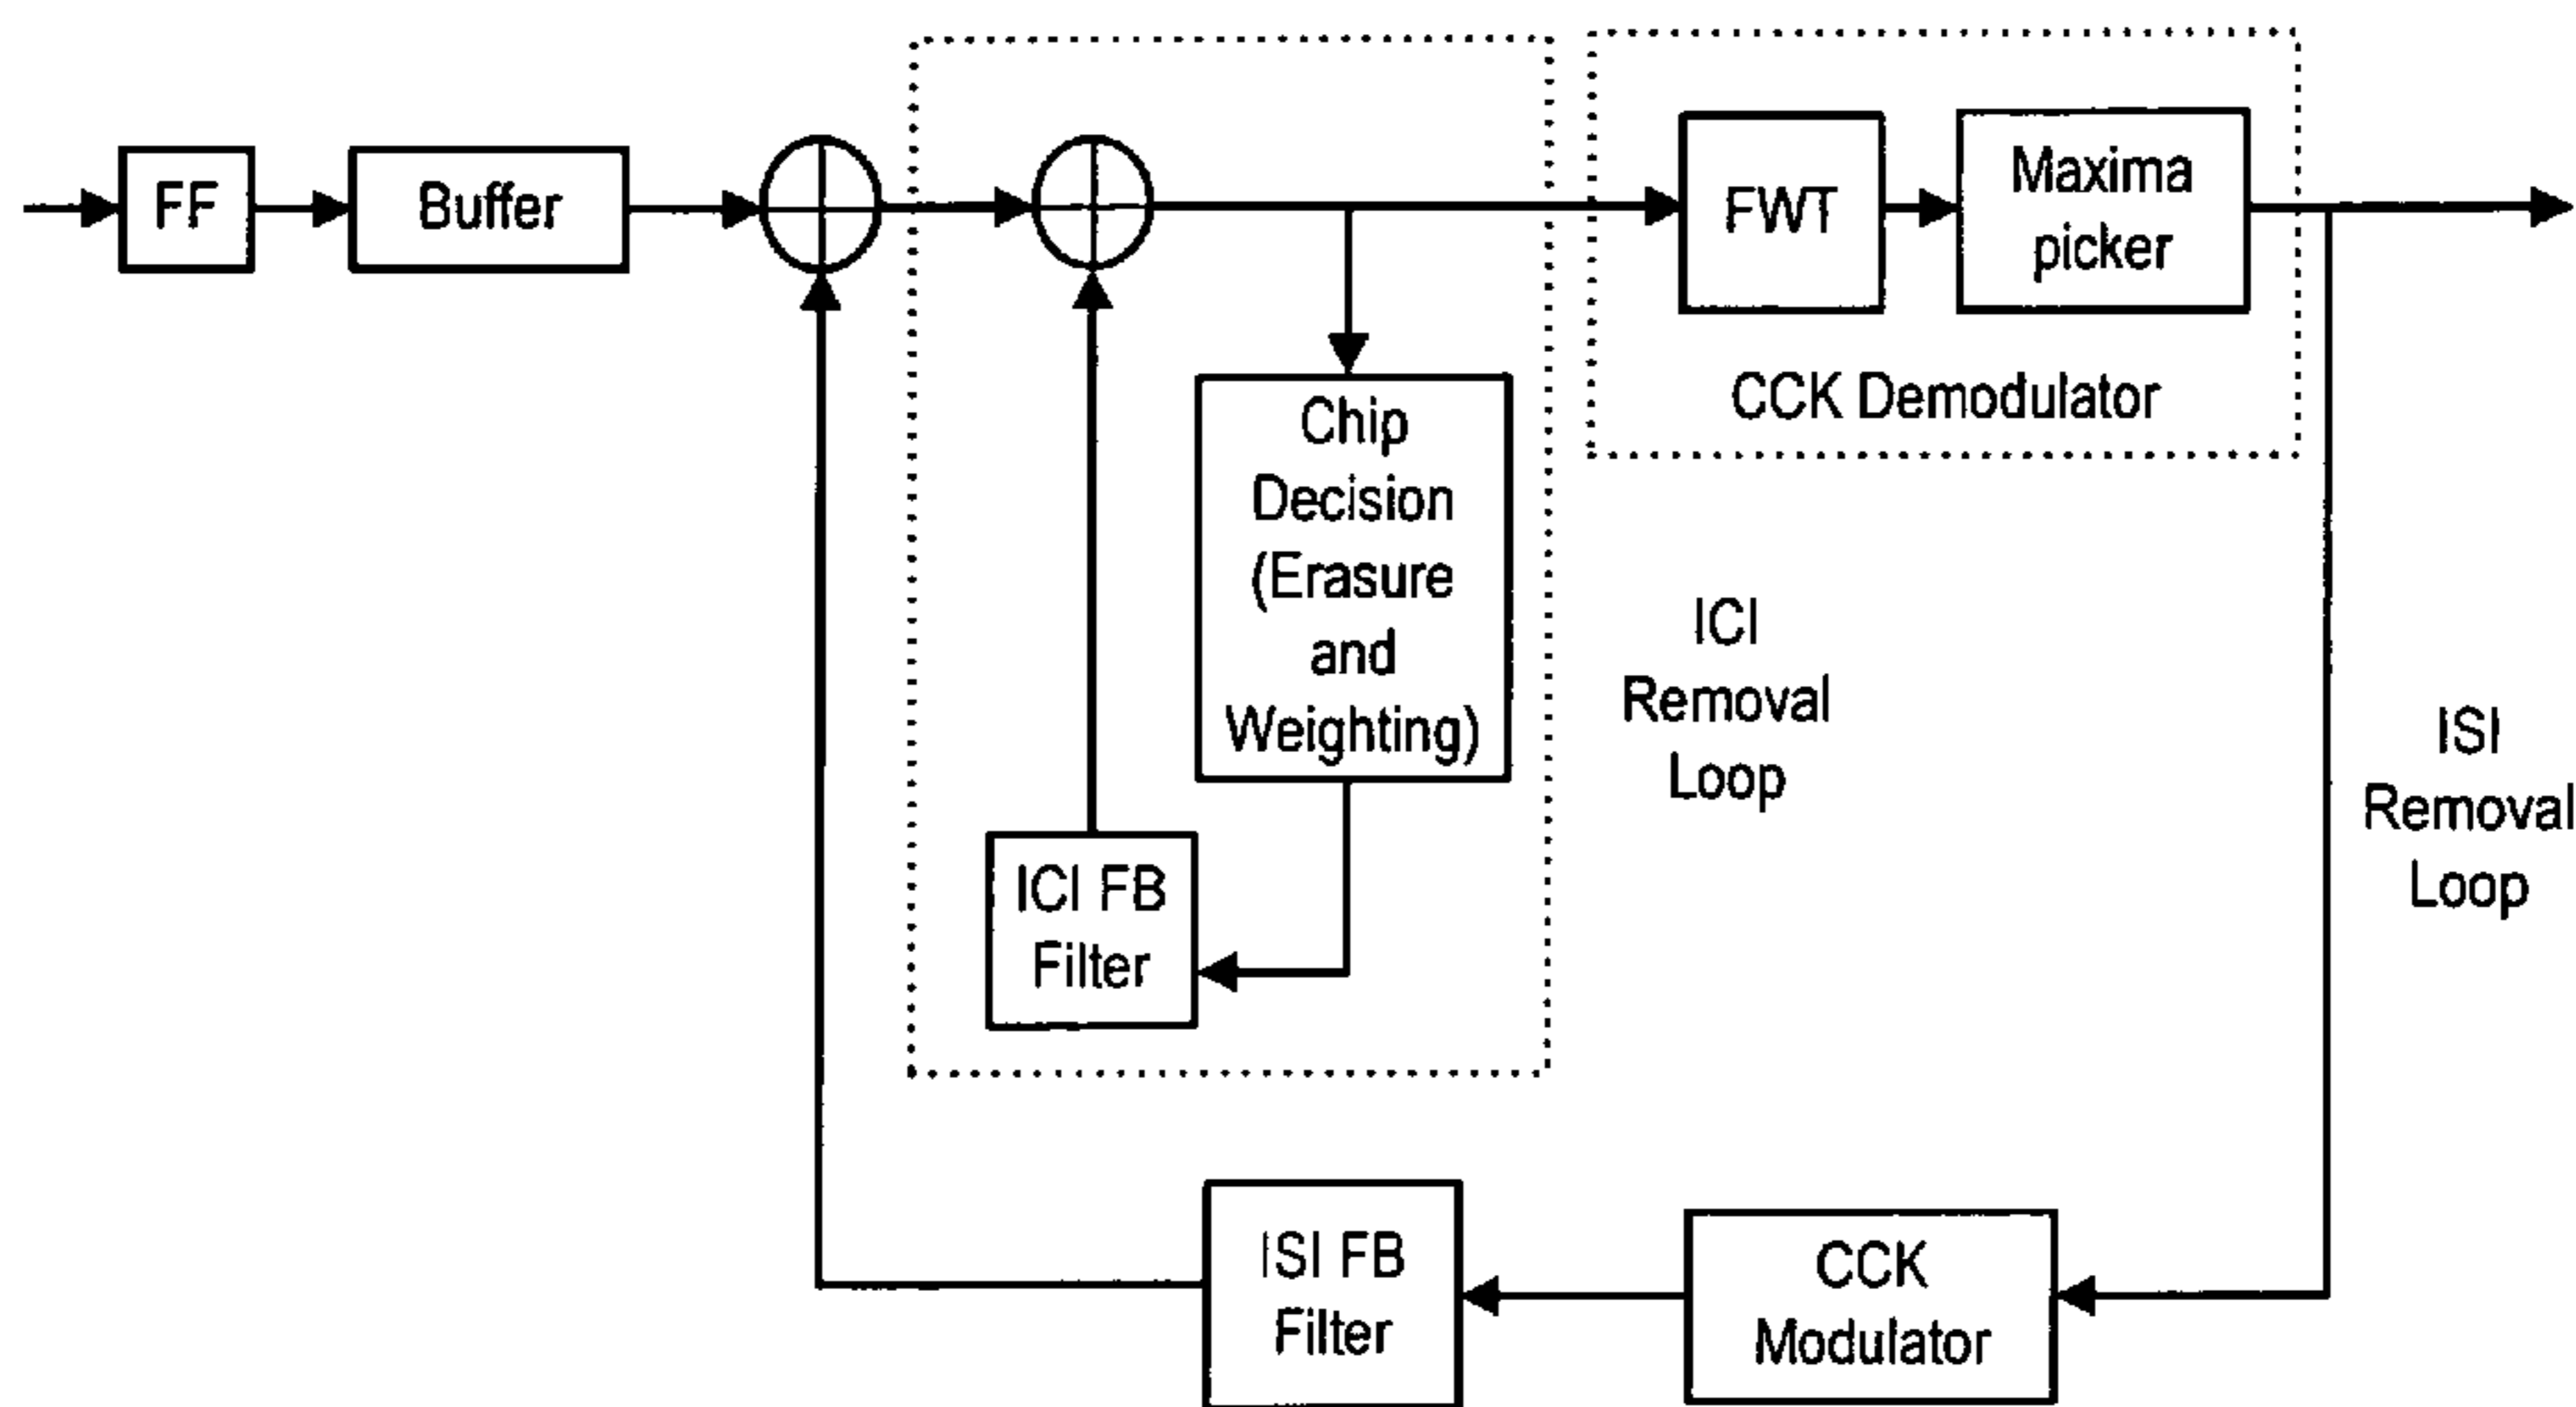 FF
Buffer
FWT
Maxima
picker
CCK Demodulator
Chip
Decision
(Erasure
and
Weighting)
ICI
Removal
Loop
ISI
Removal
Loop
ICI FB
Filter
ISI FB
Filter
CCK
Modulator